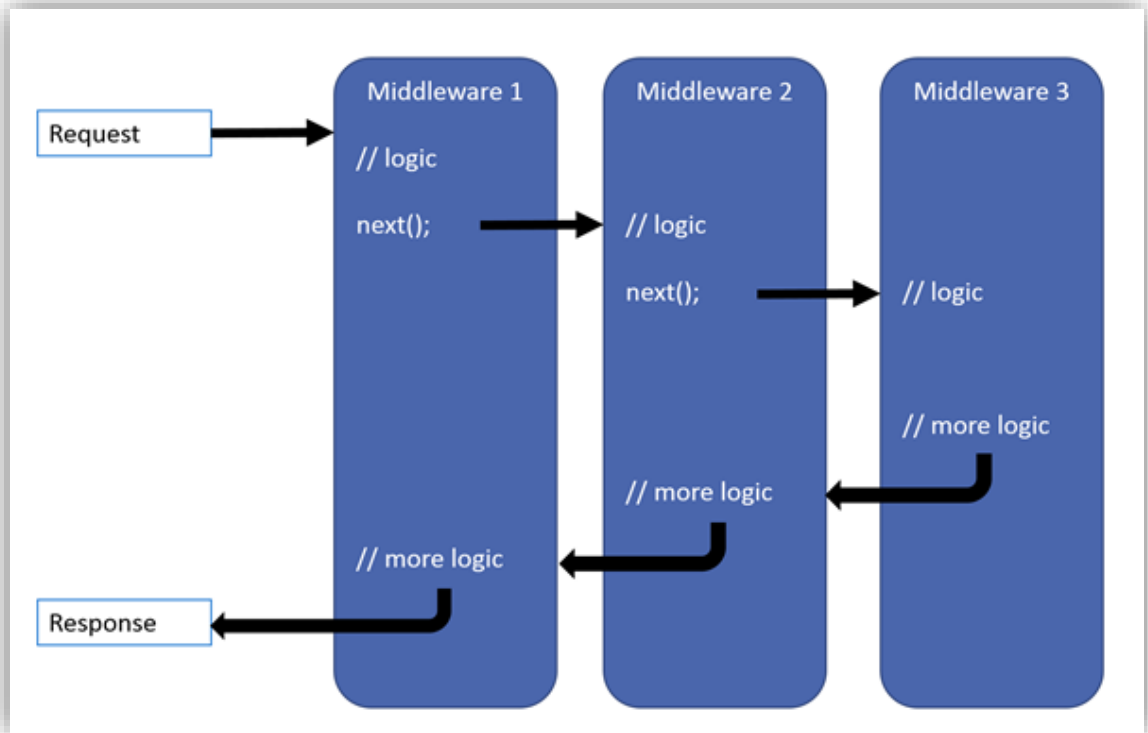 Middleware 1
Middleware 2
Middleware 3
Request
// logic
next();
// logic
next();
// logic
// more logic
// more logic
// more logic
Response